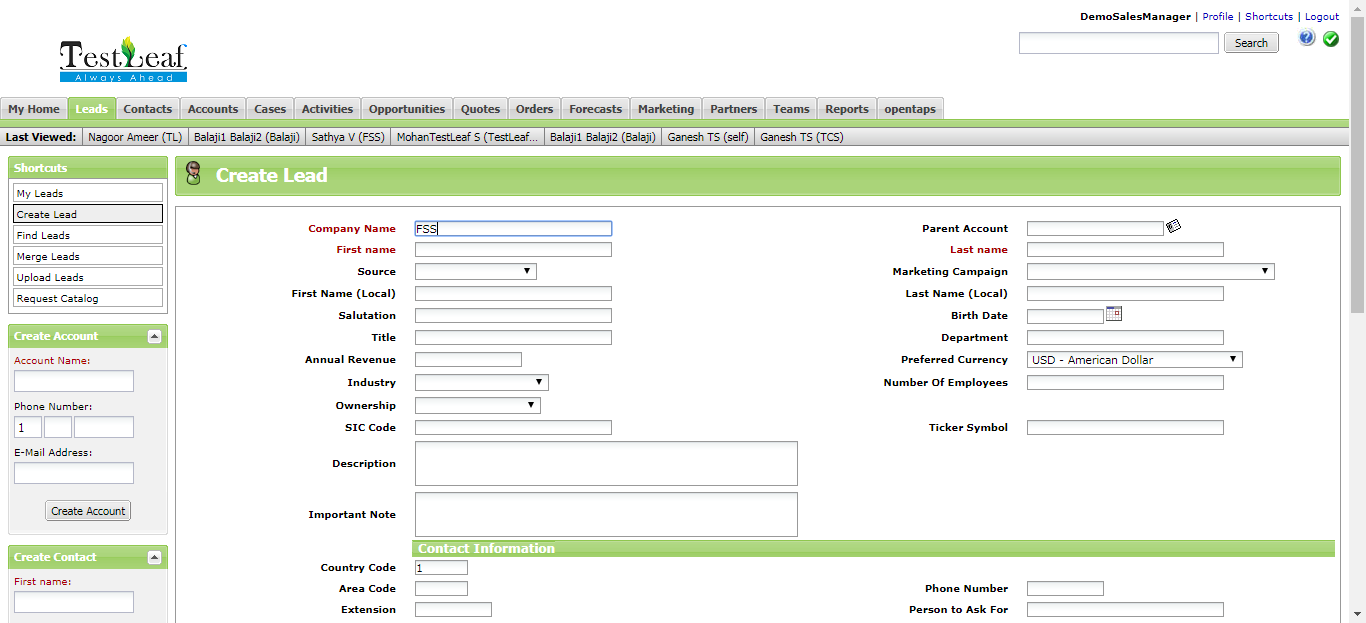 DemoSalesManager | Profile | Shortcuts | Logout
TestLeaf
Always Ahead
Search
My Home Leads Contacts Accounts Cases Activities Opportunities Quotes Orders Forecasts Marketing Partners Teams Reports opentaps
Last Viewed: Nagoor Ameer (TL) Balaji1 Balaji2 (Balaji) Sathya V (FSS) MohanTestLeaf S (TestLeaf... Balaji1 Balaji2 (Balaji) Ganesh TS (self) Ganesh TS (TCS)
Shortcuts
My Leads
Create Lead
Find Leads
Merge Leads
Upload Leads
Request Catalog
Create Account
Account Name:
Phone Number:
1
E-Mail Address:
Create Account
Create Contact
First name:
Create Lead
Company Name FSS Parent Account
First name Last name
Source Marketing Campaign
First Name (Local) Last Name (Local)
Salutation Birth Date
Title Department
Annual Revenue Preferred Currency USD - American Dollar
Industry Number Of Employees
Ownership
SIC Code Ticker Symbol
Description
Important Note
Contact Information
Country Code 1
Area Code Phone Number
Extension Person to Ask For